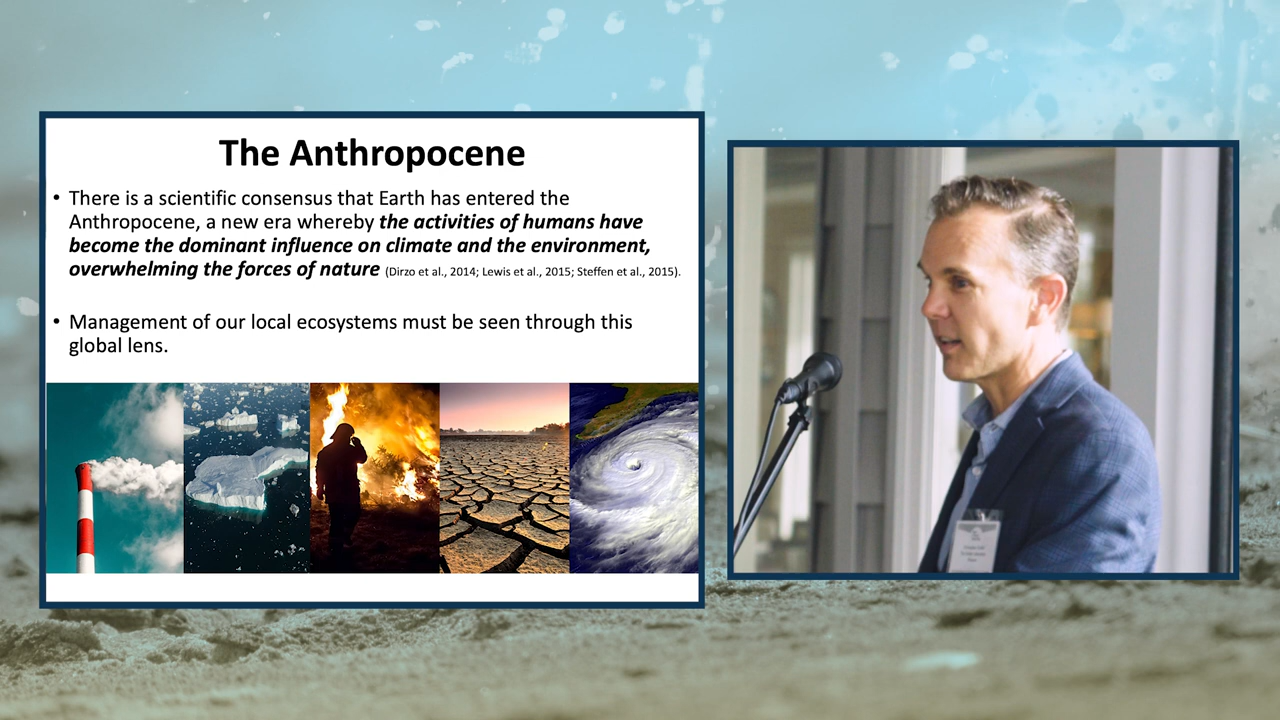 The Anthropocene
• There is a scientific consensus that Earth has entered the
Anthropocene, a new era whereby the activities of humans have
become the dominant influence on climate and the environment,
overwhelming the forces of nature (Dirzo et al., 2014; Lewis et al., 2015; Steffen et al., 2015).
• Management of our local ecosystems must be seen through this
global lens.